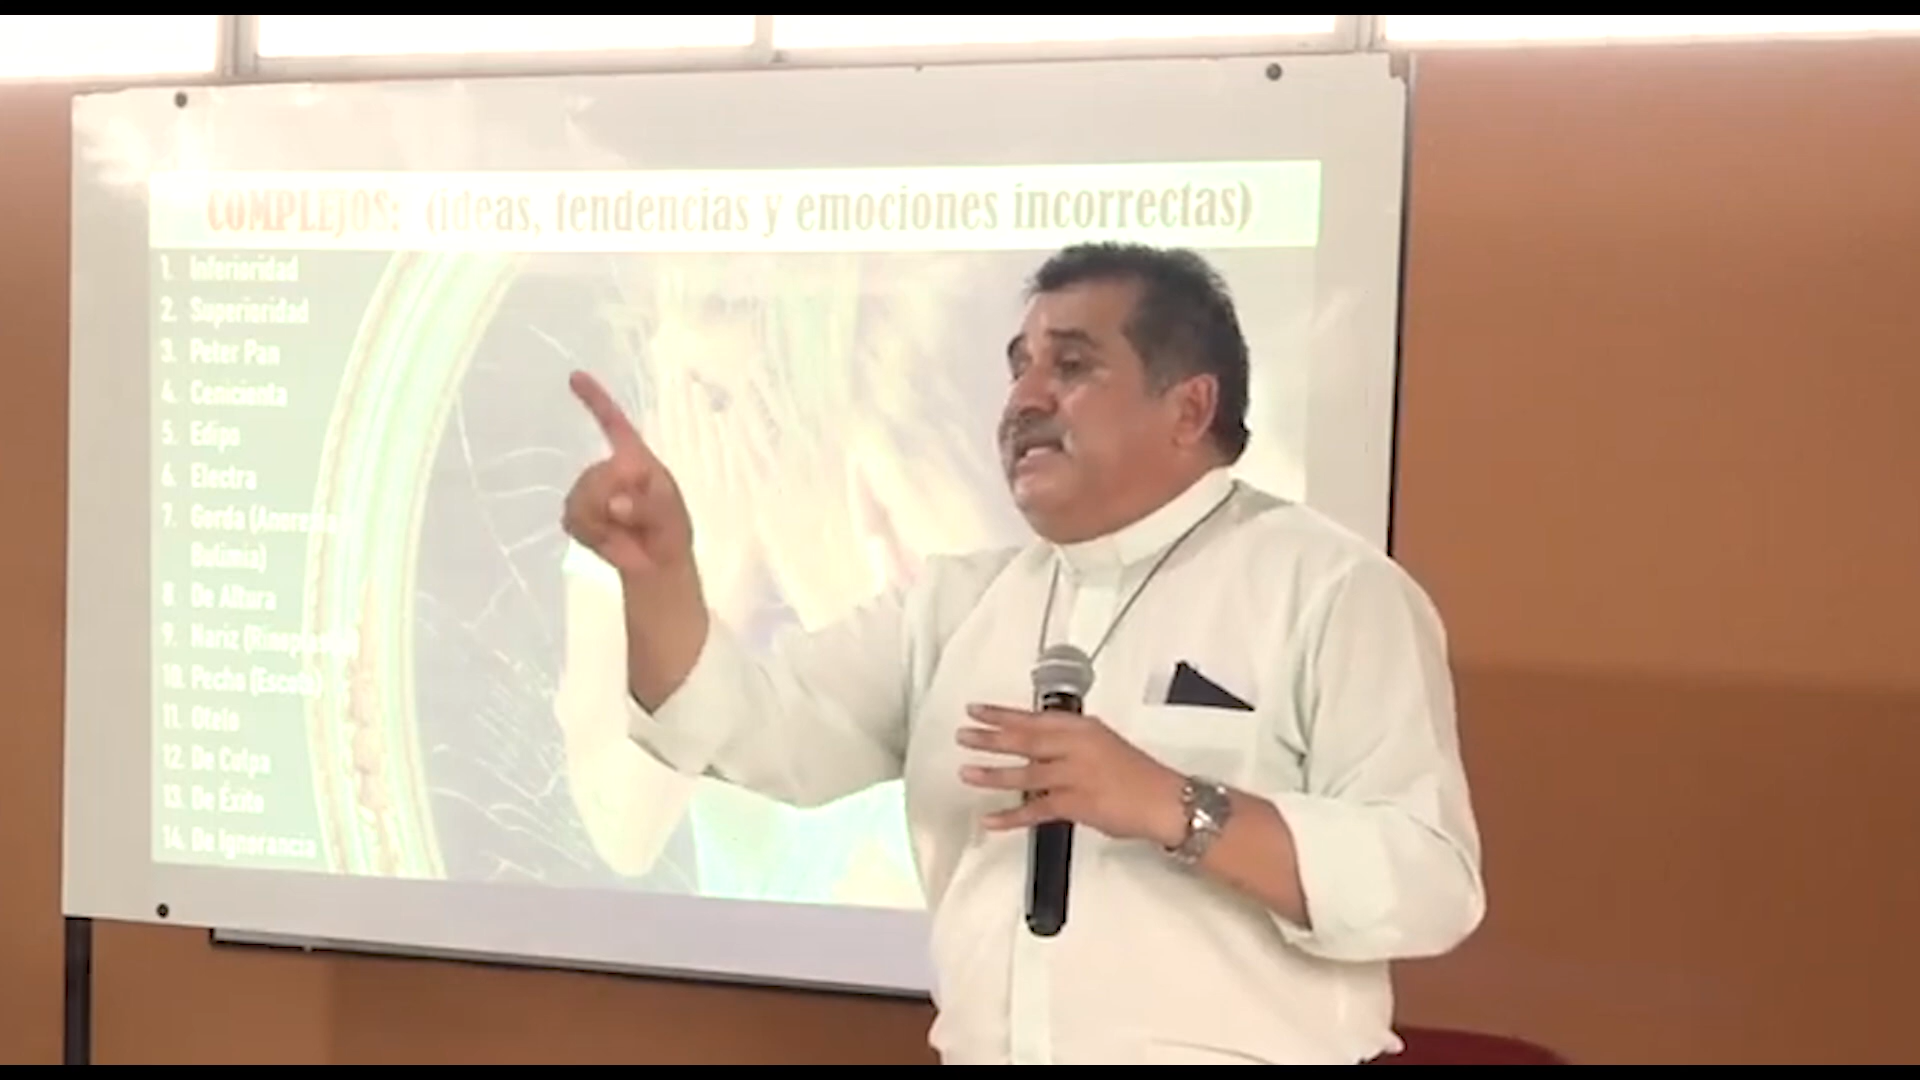 COMPLEJOS: (ideas, tendencias y emociones incorrectas)
1. Inferioridad
2. Superioridad
3. Peter Pan
4. Cenicienta
5. Edipo
6. Electra
7. Gorda (Anorexia
Bulimia)
8. De Altura
9. Nariz
10. Pecho
11. Otelo
12. De Culpa
13. De Éxito
14. De Ignorancia